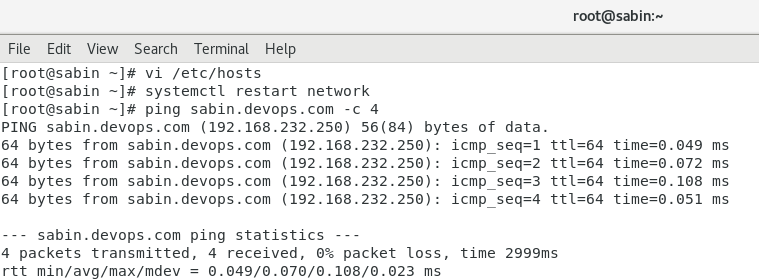 root@sabin:~
File Edit View Search Terminal Help
[root@sabin ~]# vi /etc/hosts
[root@sabin ~]# systemctl restart network
[root@sabin ~]# ping sabin.devops.com -c 4
PING sabin.devops.com (192.168.232.250) 56(84) bytes of data.
64 bytes from sabin.devops.com (192.168.232.250): icmp_seq=1 ttl=64 time=0.049 ms
64 bytes from sabin.devops.com (192.168.232.250): icmp_seq=2 ttl=64 time=0.072 ms
64 bytes from sabin.devops.com (192.168.232.250): icmp_seq=3 ttl=64 time=0.108 ms
64 bytes from sabin.devops.com (192.168.232.250): icmp_seq=4 ttl=64 time=0.051 ms
--- sabin.devops.com ping statistics ---
4 packets transmitted, 4 received, 0% packet loss, time 2999ms
rtt min/avg/max/mdev = 0.049/0.070/0.108/0.023 ms